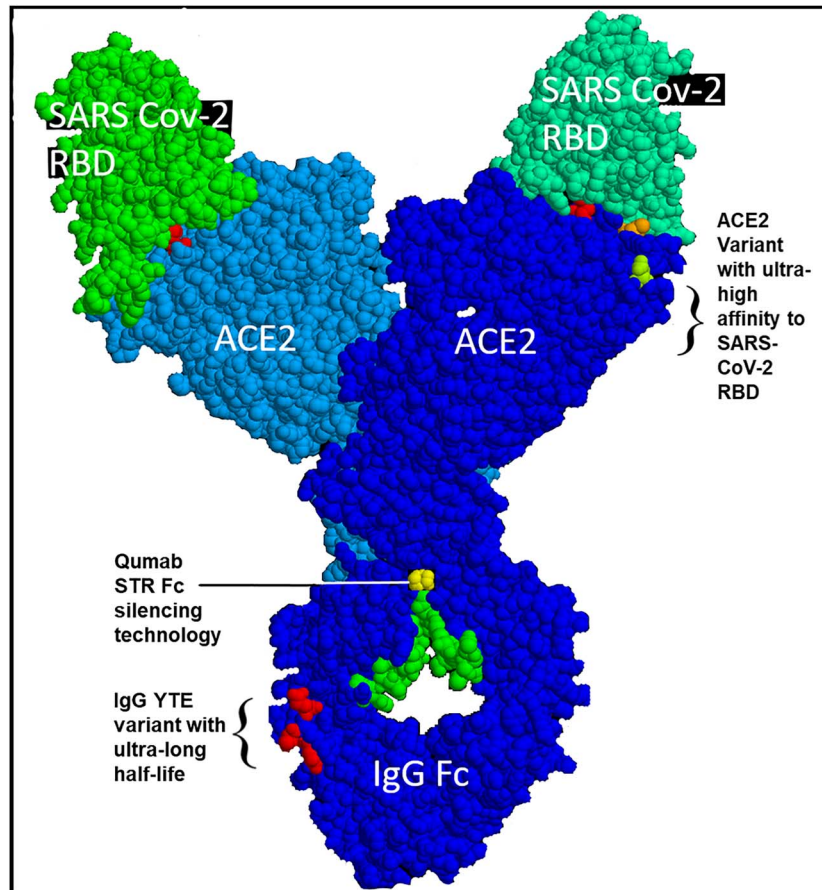 SARS Cov-2
RBD
SARS Cov-2
RBD
ACE2
ACE2
ACE2
Variant
with ultra-
high
affinity to
SARS-
CoV-2
RBD
Qumab
STR Fc
silencing
technology
IgG YTE
variant with
ultra-long
half-life
IgG Fc